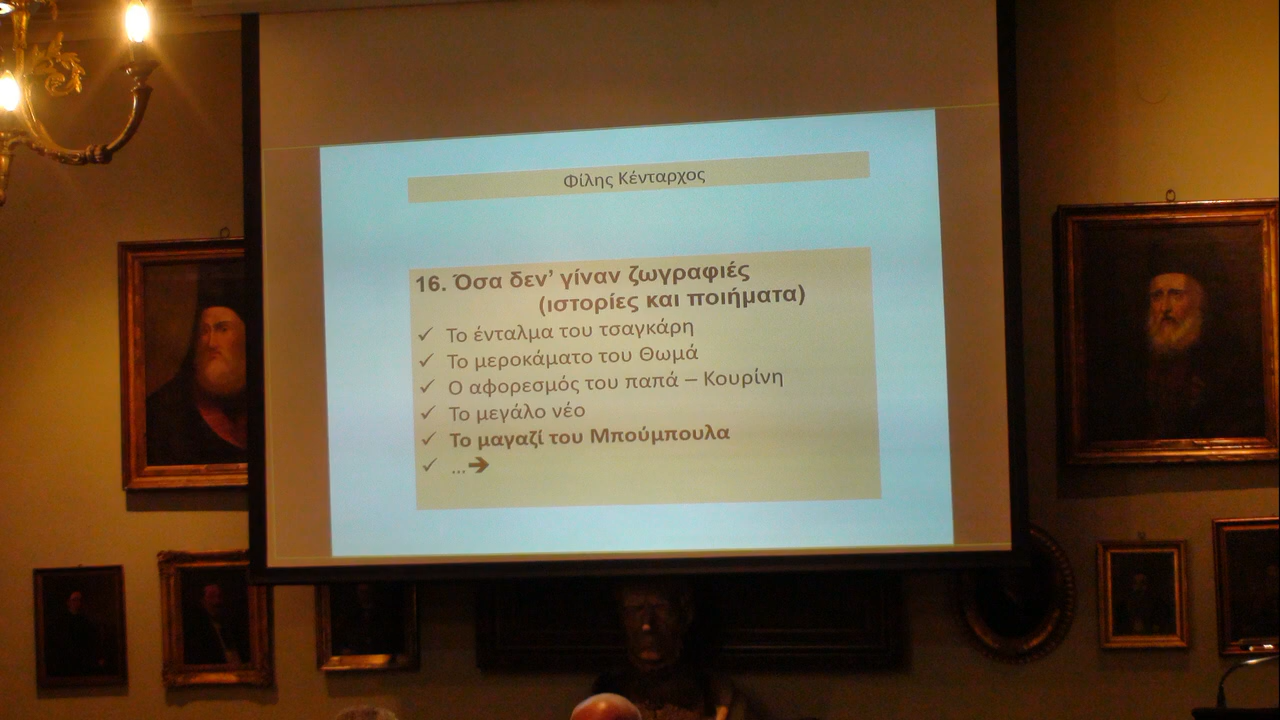 Φίλης Κένταρχος
16. Όσα δεν’ γίναν ζωγραφιές
(ιστορίες και ποιήματα)
✓ Το ένταλμα του τσαγκάρη
✓ Το μεροκάματο του Θωμά
✓ Ο αφορεσμός του παπά – Κουρίνη
✓ Το μεγάλο νέο
✓ Το μαγαζί του Μπούμπουλα
✓ ...➔